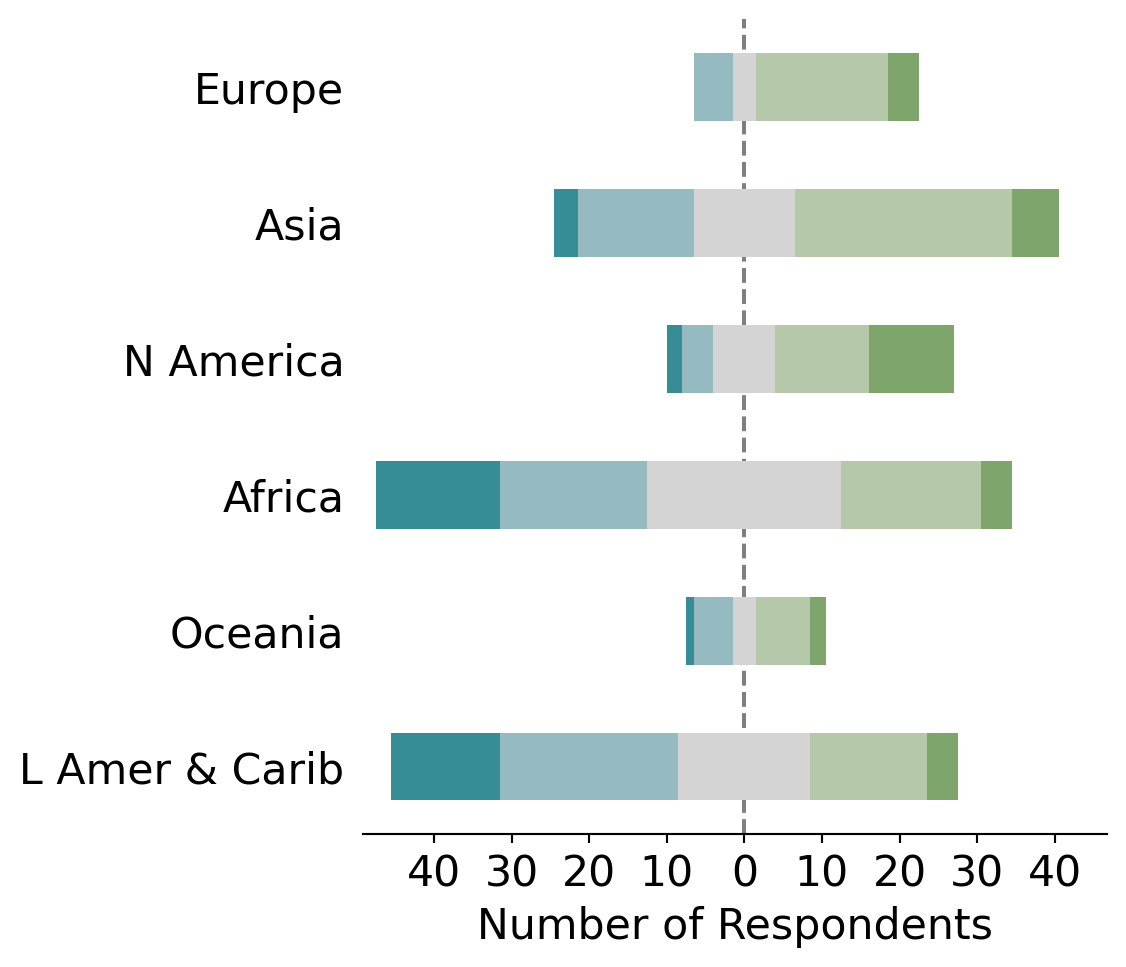 Europe
Asia
N America
Africa
Oceania
L Amer & Carib
40 30 20 10 0 10 20 30 40
Number of Respondents